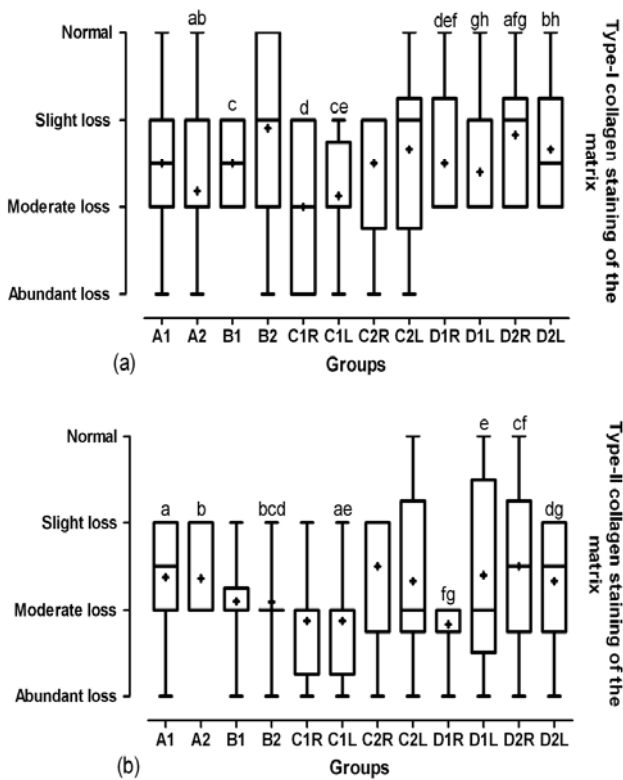 Normal
Slight loss
Moderate loss
Abundant loss
ab
c
d
ce
def
gh
afg
bh
Type-I collagen staining of the
matrix
A1 A2 B1 B2 C1R C1L C2R C2L D1R D1L D2R D2L
Groups
(a)
Normal
Slight loss
Moderate loss
Abundant loss
a
b
bcd
ae
fg
e
cf
dg
Type-II collagen staining of the
matrix
A1 A2 B1 B2 C1R C1L C2R C2L D1R D1L D2R D2L
Groups
(b)